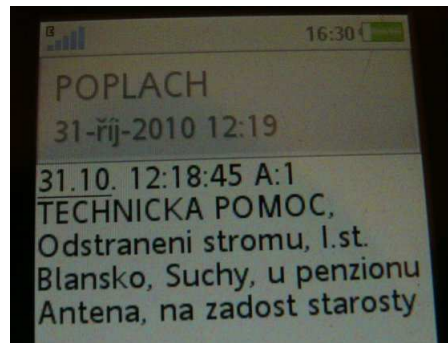 16:30
POPLACH
31-říj-2010 12:19
31.10. 12:18:45 A:1
TECHNICKA POMOC,
Odstraneni stromu, I.st.
Blansko, Suchy, u penzionu
Antena, na zadost starosty